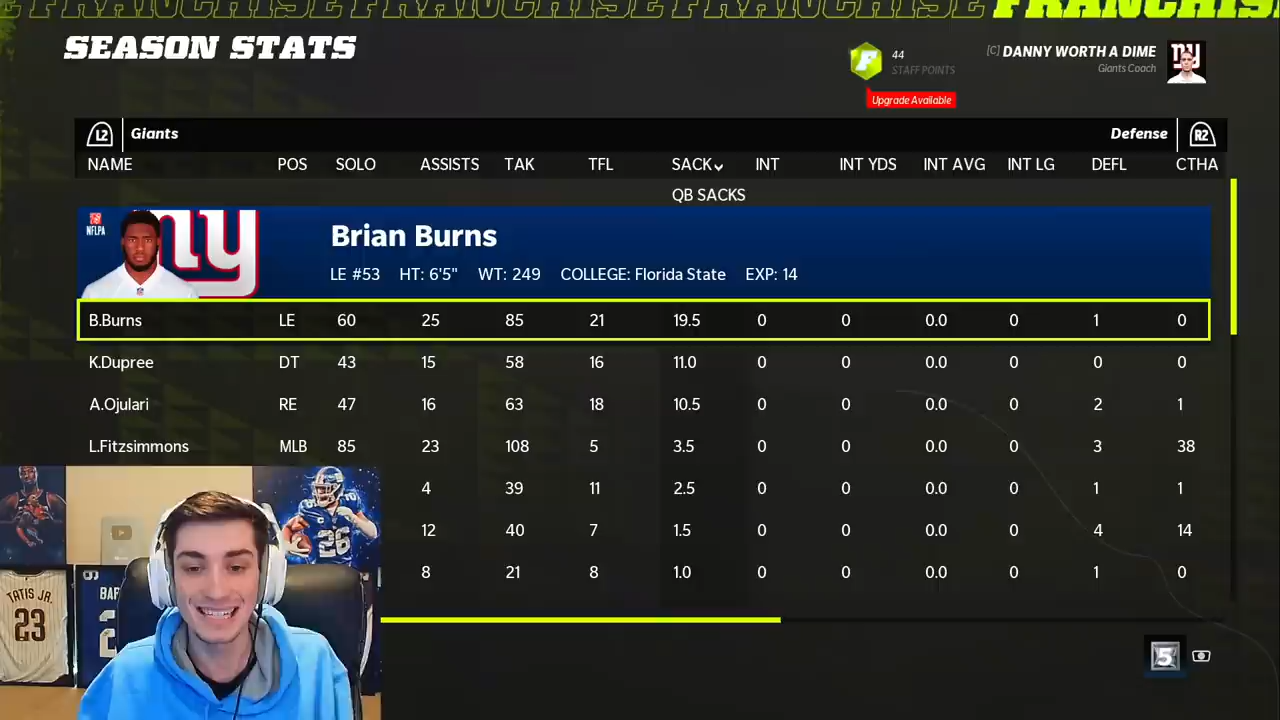 FRANCHISE FRANCHISE FRANCHISE FRANCHISE FRANCHIS
SEASON STATS
44
STAFF POINTS
Upgrade Available
[C] DANNY WORTH A DIME
Giants Coach
ny
L2 Giants
Defense R2
NAME POS SOLO ASSISTS TAK TFL SACK INT INT YDS INT AVG INT LG DEFL CTHA
QB SACKS
NFLPA
ny
Brian Burns
LE #53 HT: 6'5" WT: 249 COLLEGE: Florida State EXP: 14
B.Burns LE 60 25 85 21 19.5 0 0 0.0 0 1 0
K.Dupree DT 43 15 58 16 11.0 0 0 0.0 0 0 0
A.Ojulari RE 47 16 63 18 10.5 0 0 0.0 0 2 1
L.Fitzsimmons MLB 85 23 108 5 3.5 0 0 0.0 0 3 38
4 39 11 2.5 0 0 0.0 0 1 1
12 40 7 1.5 0 0 0.0 0 4 14
8 21 8 1.0 0 0 0.0 0 1 0
26
TATIS JR.
23
BAR
2
5